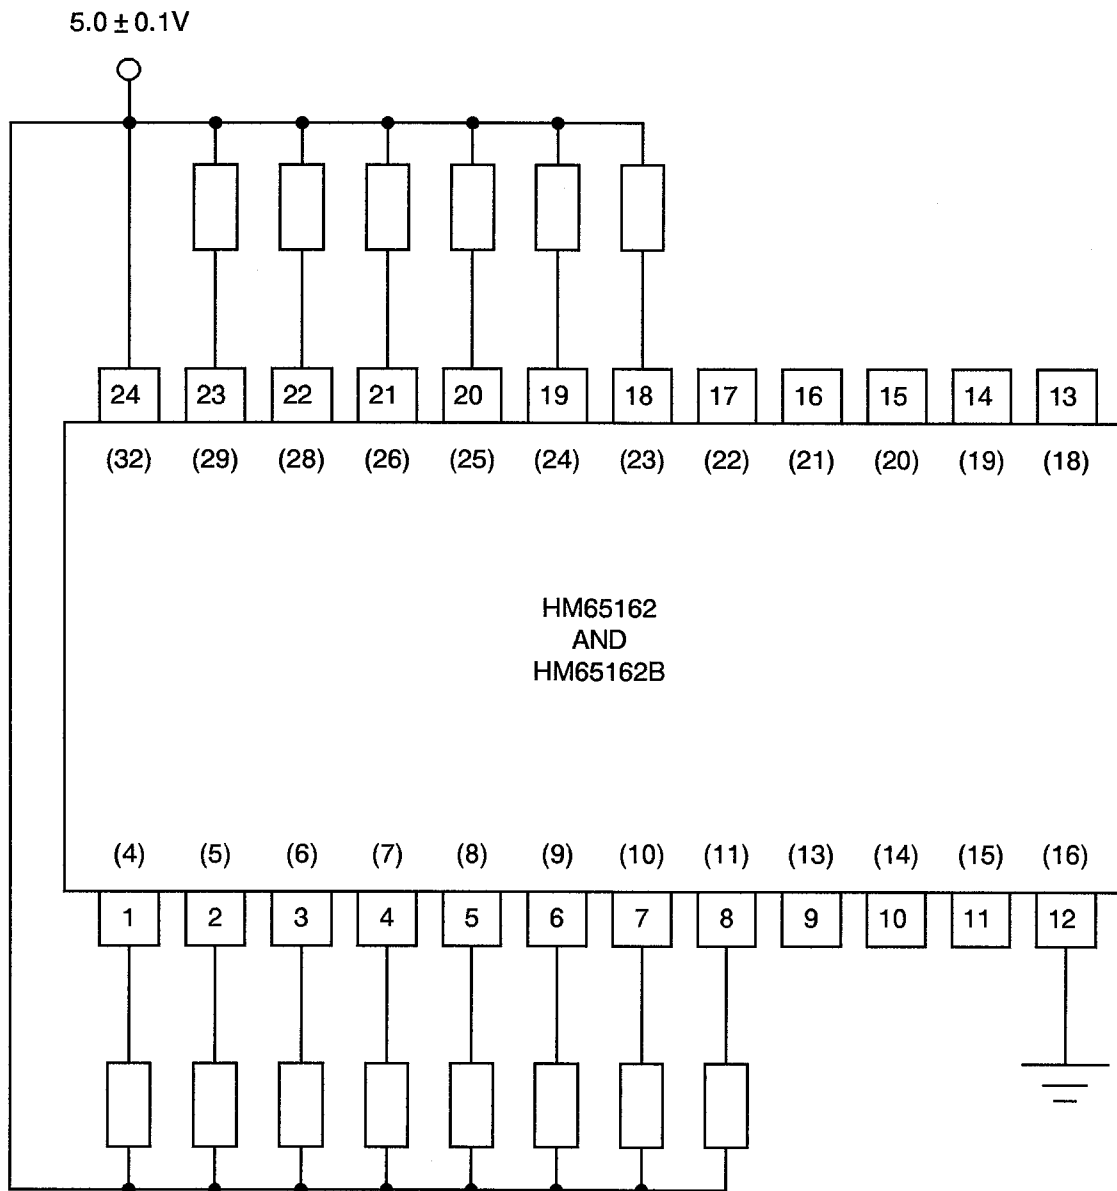 5.0 ± 0.1V
24 23 22 21 20 19 18 17 16 15 14 13
(32) (29) (28) (26) (25) (24) (23) (22) (21) (20) (19) (18)
HM65162
AND
HM65162B
(4) (5) (6) (7) (8) (9) (10) (11) (13) (14) (15) (16)
1 2 3 4 5 6 7 8 9 10 11 12